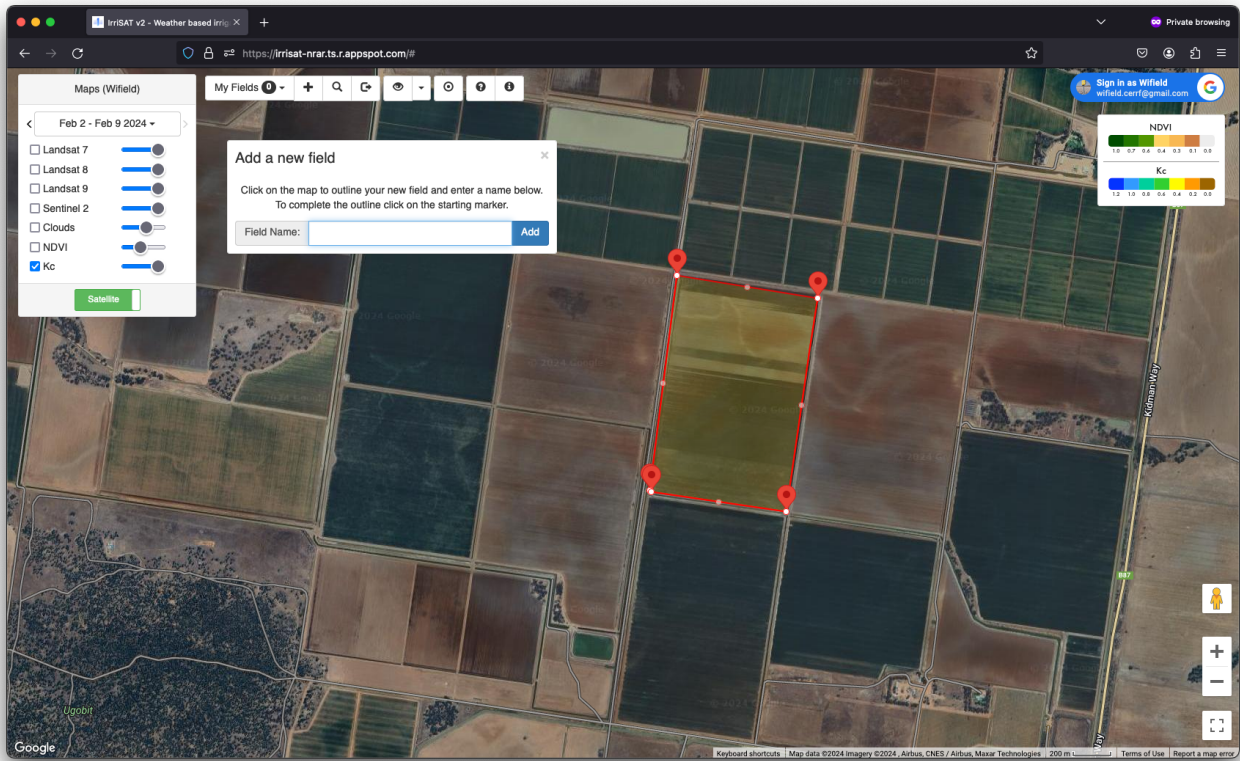 IrriSAT v2 - Weather based irrig
Private browsing
https://irrisat-nrar.ts.r.appspot.com/#
Maps (Wifield)
Feb 2 - Feb 9 2024
Landsat 7
Landsat 8
Landsat 9
Sentinel 2
Clouds
NDVI
Kc
Satellite
My Fields 0
Sign in as Wifield
wifield.cerrf@gmail.com
NDVI
1.0 0.7 0.6 0.4 0.3 0.1 0.0
Kc
1.2 1.0 0.8 0.6 0.4 0.2 0.0
Add a new field
Click on the map to outline your new field and enter a name below.
To complete the outline click on the starting marker.
Field Name:
Add
© 2024 Google
Kidman Way
B87
Way
Ugobit
Google
Keyboard shortcuts
Map data ©2024 Imagery ©2024 , Airbus, CNES / Airbus, Maxar Technologies
200 m
Terms of Use
Report a map error